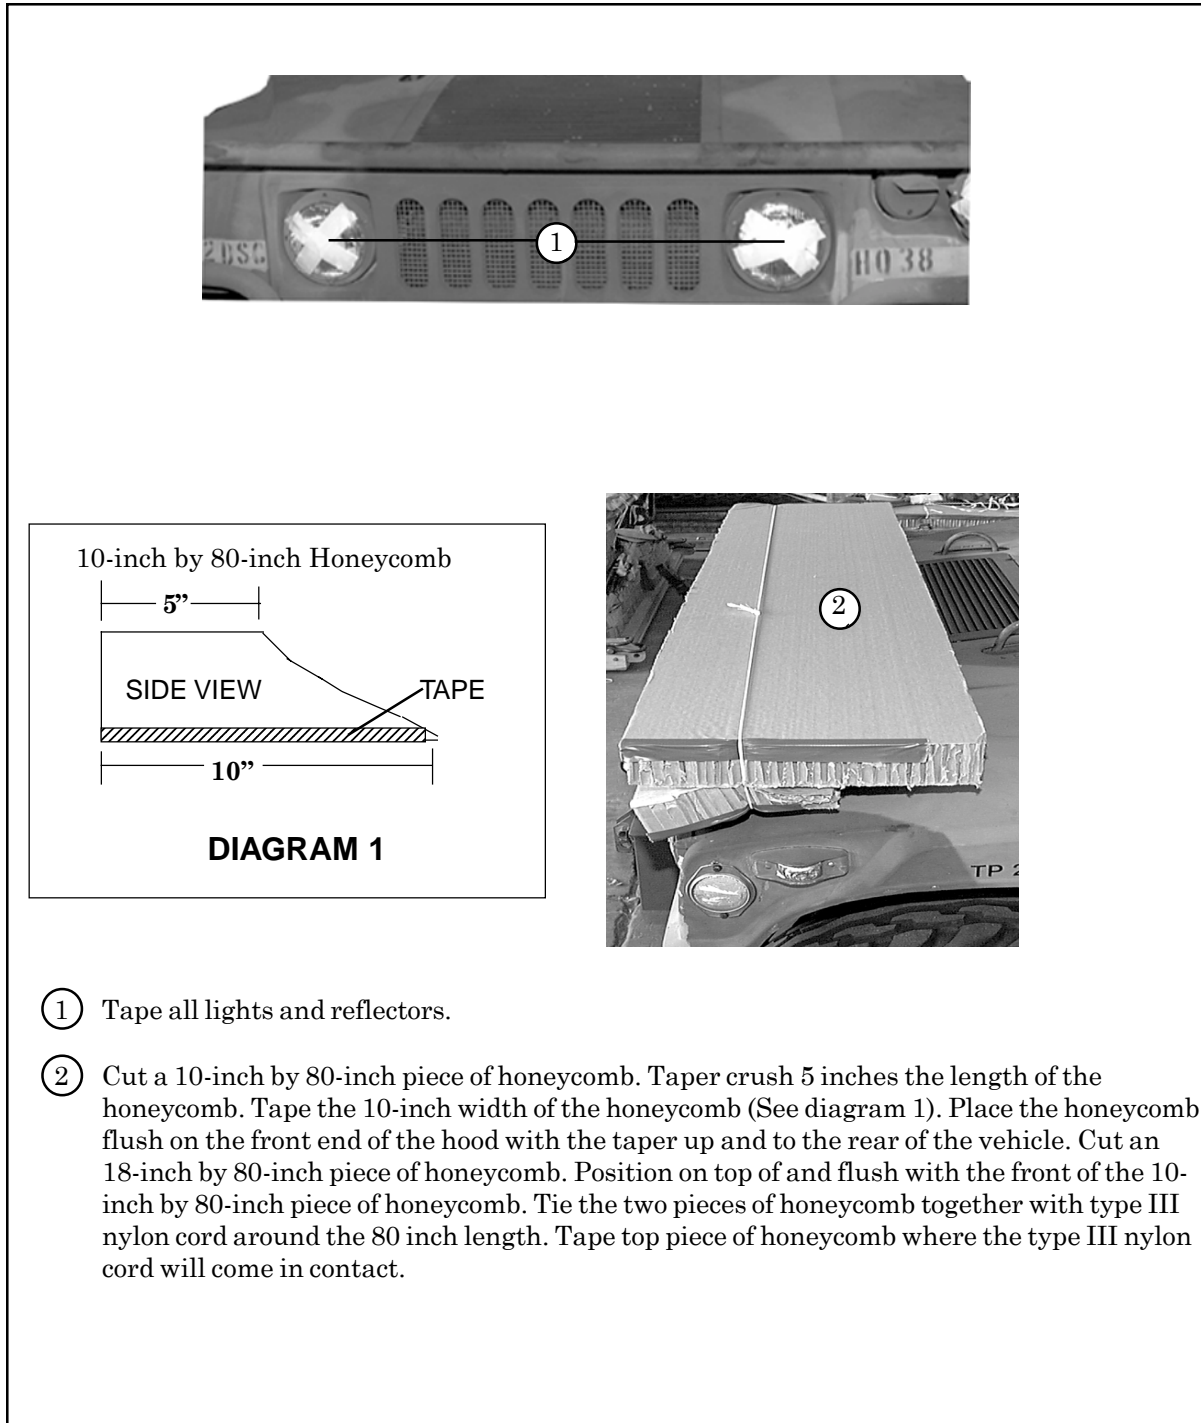 2DSC
1
HQ 38
10-inch by 80-inch Honeycomb
5”
SIDE VIEW
TAPE
10”
DIAGRAM 1
2
TP 2
1 Tape all lights and reflectors.
2 Cut a 10-inch by 80-inch piece of honeycomb. Taper crush 5 inches the length of the
honeycomb. Tape the 10-inch width of the honeycomb (See diagram 1). Place the honeycomb
flush on the front end of the hood with the taper up and to the rear of the vehicle. Cut an
18-inch by 80-inch piece of honeycomb. Position on top of and flush with the front of the 10-
inch by 80-inch piece of honeycomb. Tie the two pieces of honeycomb together with type III
nylon cord around the 80 inch length. Tape top piece of honeycomb where the type III nylon
cord will come in contact.